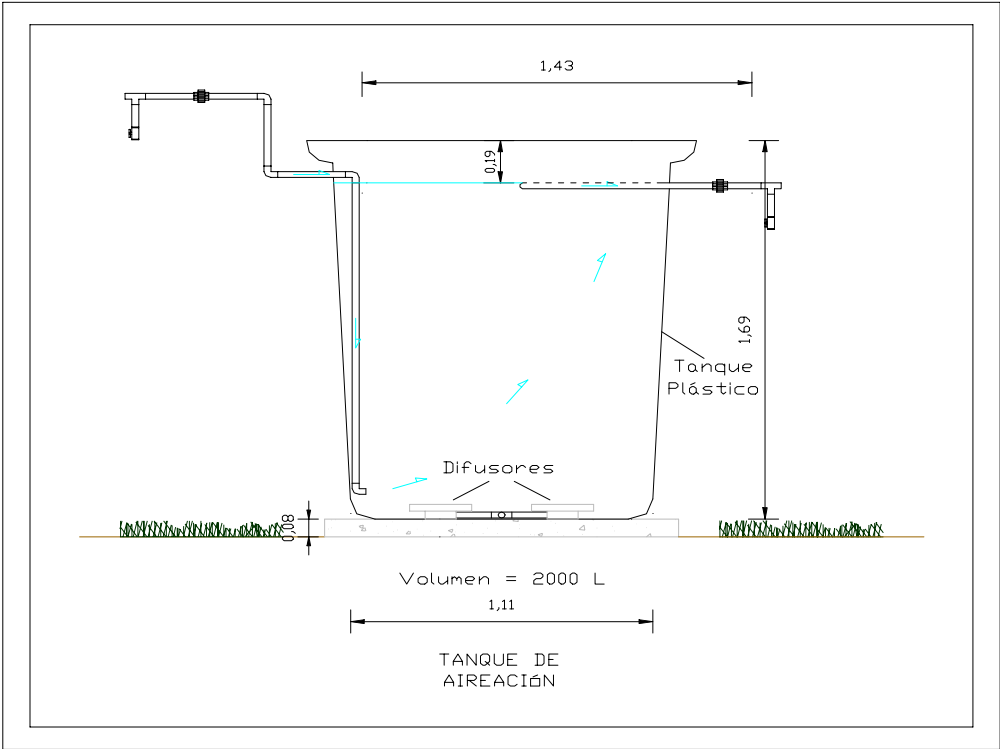 1,43
0,19
1,69
Tanque
Plástico
Difusores
0,08
Volumen = 2000 L
1,11
TANQUE DE
AIREACIóN